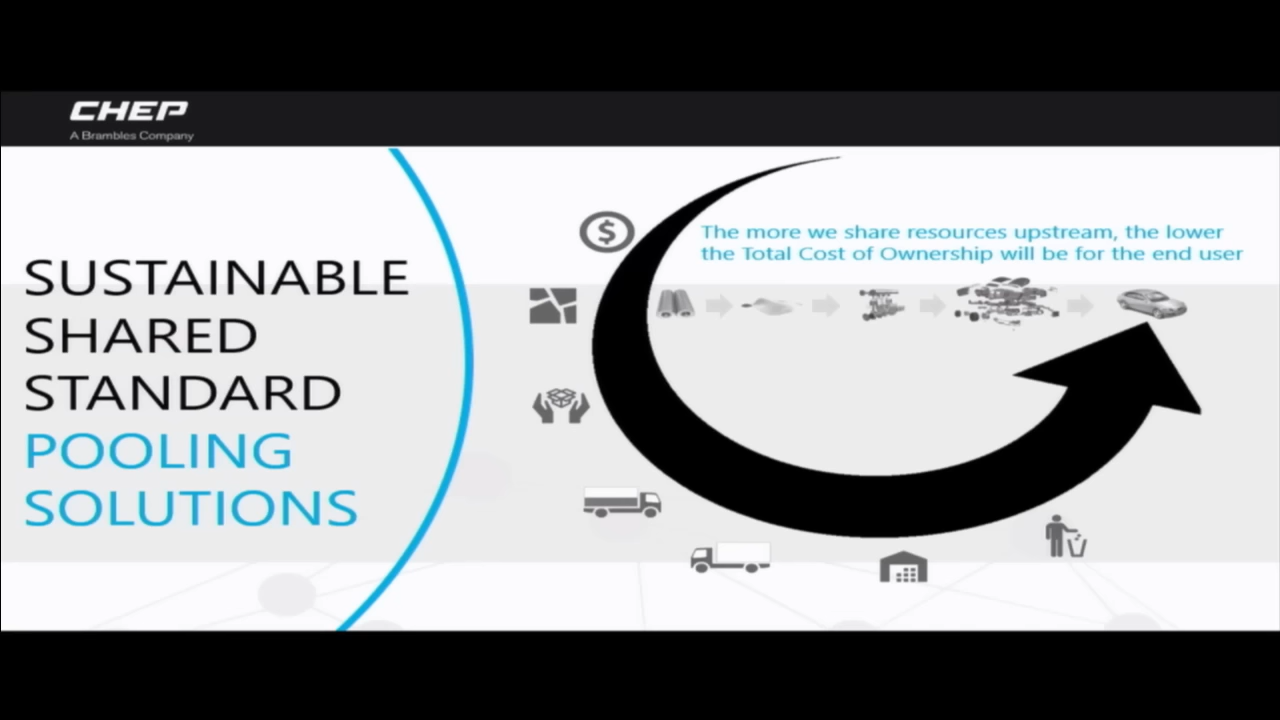 CHEP
A Brambles Company
SUSTAINABLE
SHARED
STANDARD
POOLING
SOLUTIONS
$
The more we share resources upstream, the lower
the Total Cost of Ownership will be for the end user